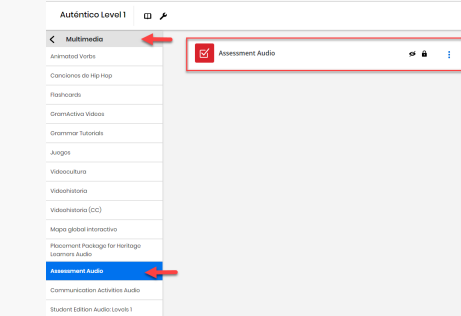 Auténtico Level 1
Multimedia
Animated Verbs
Canciones de Hip Hop
Flashcards
GramActiva Videos
Grammar Tutorials
Juegos
Videocultura
Videohistoria
Videohistoria (CC)
Mapa global interactivo
Placement Package for Heritage
Learners Audio
Assessment Audio
Communication Activities Audio
Student Edition Audio: Levels 1
Assessment Audio